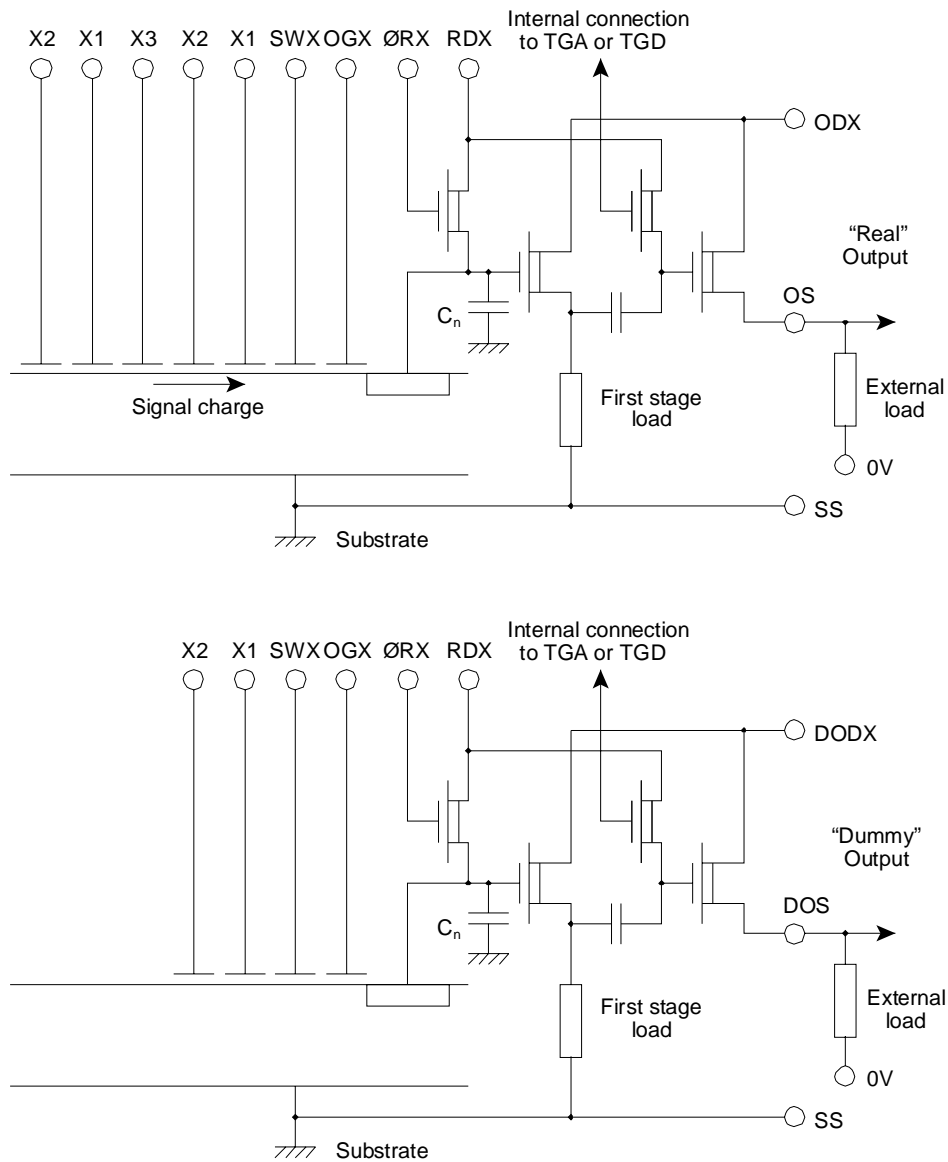 Internal connection
to TGA or TGD
X2 X1 X3 X2 X1 SWX OGX ØRX RDX
ODX
“Real”
Output
OS
Cn
Signal charge
First stage
load
External
load
0V
SS
Substrate
Internal connection
to TGA or TGD
X2 X1 SWX OGX ØRX RDX
DODX
“Dummy”
Output
DOS
Cn
First stage
load
External
load
0V
SS
Substrate